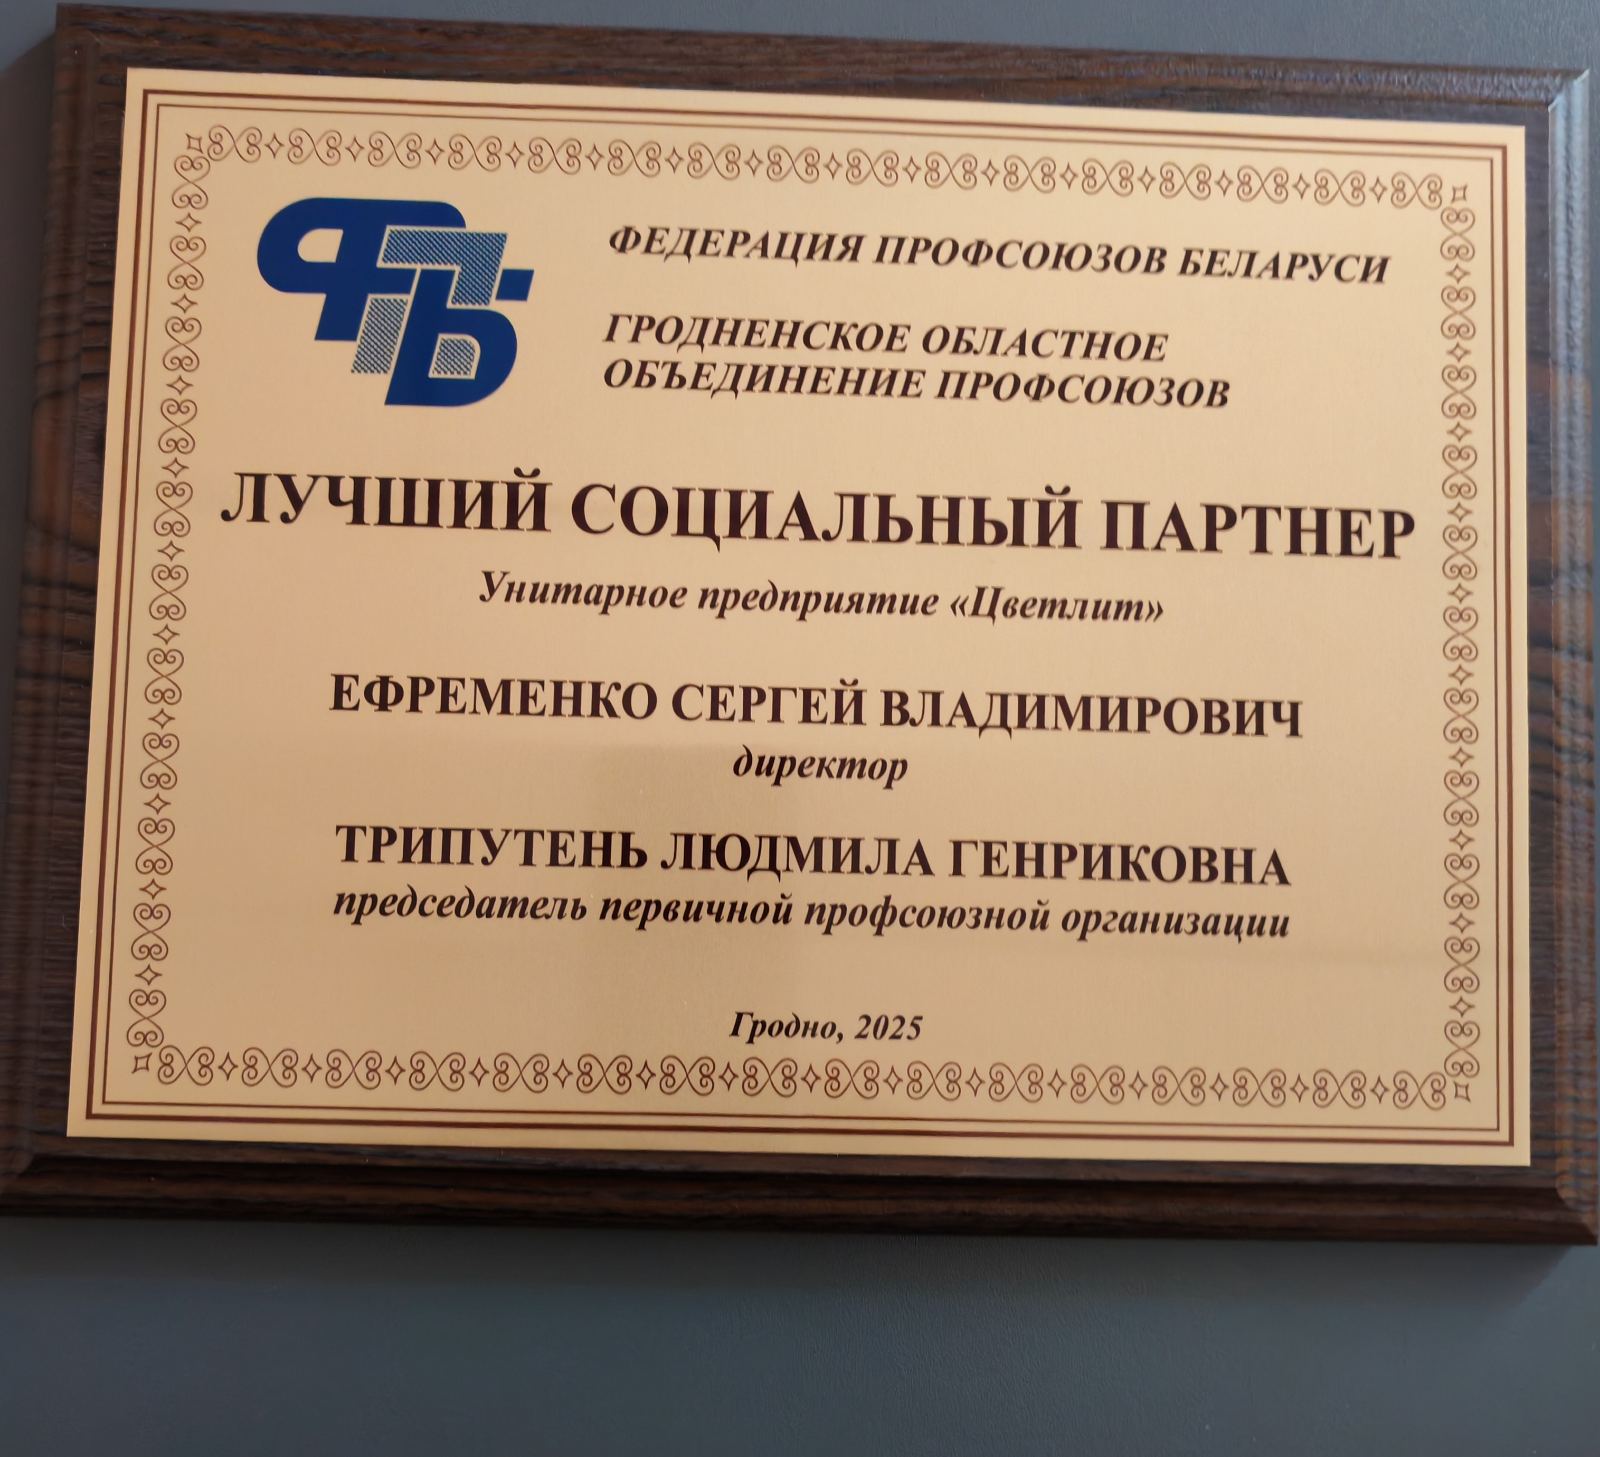 ФПБ
ФЕДЕРАЦИЯ ПРОФСОЮЗОВ БЕЛАРУСИ
ГРОДНЕНСКОЕ ОБЛАСТНОЕ
ОБЪЕДИНЕНИЕ ПРОФСОЮЗОВ
ЛУЧШИЙ СОЦИАЛЬНЫЙ ПАРТНЕР
Унитарное предприятие «Цветлит»
ЕФРЕМЕНКО СЕРГЕЙ ВЛАДИМИРОВИЧ
директор
ТРИПУТЕНЬ ЛЮДМИЛА ГЕНРИКОВНА
председатель первичной профсоюзной организации
Гродно, 2025